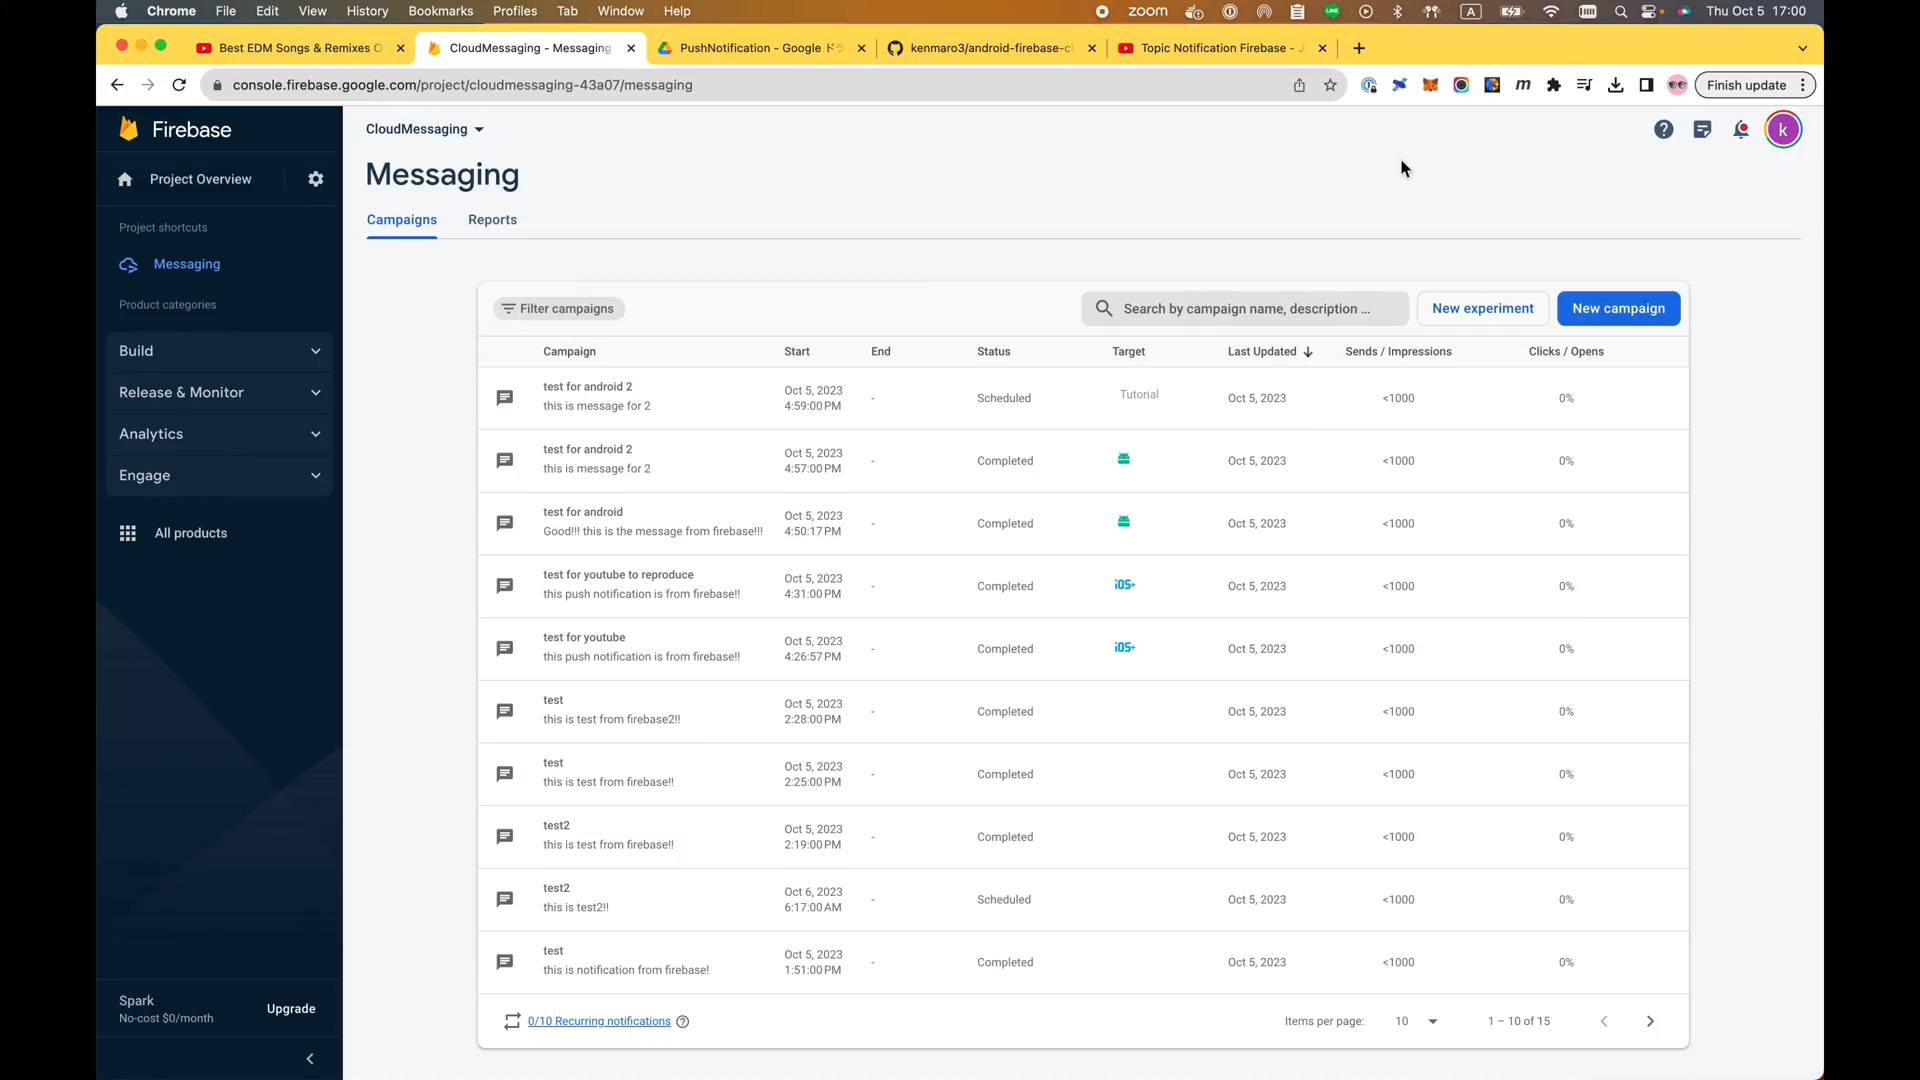 Chrome File Edit View History Bookmarks Profiles Tab Window Help zoom A Thu Oct 5 17:00
Best EDM Songs & Remixes O
CloudMessaging - Messaging
PushNotification - Google ドラ
kenmaro3/android-firebase-cl
Topic Notification Firebase - J
console.firebase.google.com/project/cloudmessaging-43a07/messaging
Finish update
Firebase
CloudMessaging
k
Project Overview
Messaging
Campaigns Reports
Project shortcuts
Messaging
Product categories
Build
Release & Monitor
Analytics
Engage
All products
Spark
No-cost $0/month
Upgrade
Filter campaigns
Search by campaign name, description ...
New experiment
New campaign
Campaign Start End Status Target Last Updated Sends / Impressions Clicks / Opens
test for android 2
this is message for 2
Oct 5, 2023
4:59:00 PM
- Scheduled Tutorial Oct 5, 2023 <1000 0%
test for android 2
this is message for 2
Oct 5, 2023
4:57:00 PM
- Completed Oct 5, 2023 <1000 0%
test for android
Good!!! this is the message from firebase!!!
Oct 5, 2023
4:50:17 PM
- Completed Oct 5, 2023 <1000 0%
test for youtube to reproduce
this push notification is from firebase!!
Oct 5, 2023
4:31:00 PM
- Completed iOS+ Oct 5, 2023 <1000 0%
test for youtube
this push notification is from firebase!!
Oct 5, 2023
4:26:57 PM
- Completed iOS+ Oct 5, 2023 <1000 0%
test
this is test from firebase2!!
Oct 5, 2023
2:28:00 PM
- Completed Oct 5, 2023 <1000 0%
test
this is test from firebase!!
Oct 5, 2023
2:25:00 PM
- Completed Oct 5, 2023 <1000 0%
test2
this is test from firebase!!
Oct 5, 2023
2:19:00 PM
- Completed Oct 5, 2023 <1000 0%
test2
this is test2!!
Oct 6, 2023
6:17:00 AM
- Scheduled Oct 5, 2023 <1000 0%
test
this is notification from firebase!
Oct 5, 2023
1:51:00 PM
- Completed Oct 5, 2023 <1000 0%
0/10 Recurring notifications
Items per page: 10 1 – 10 of 15